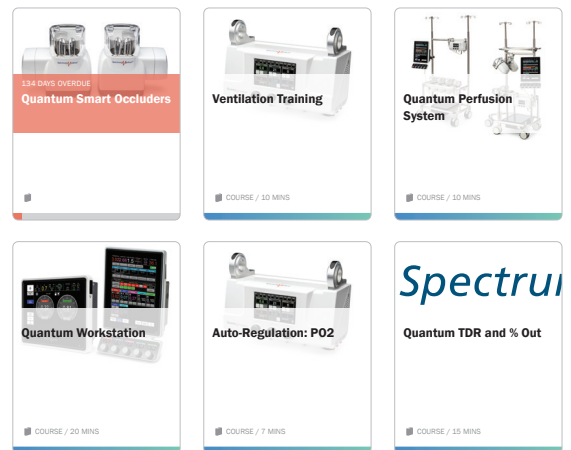 134 DAYS OVERDUE
Quantum Smart Occluders
Ventilation Training
COURSE / 10 MINS
Quantum Perfusion
System
COURSE / 10 MINS
Quantum Workstation
COURSE / 20 MINS
Auto-Regulation: PO2
COURSE / 7 MINS
Spectru
Quantum TDR and % Out
COURSE / 15 MINS